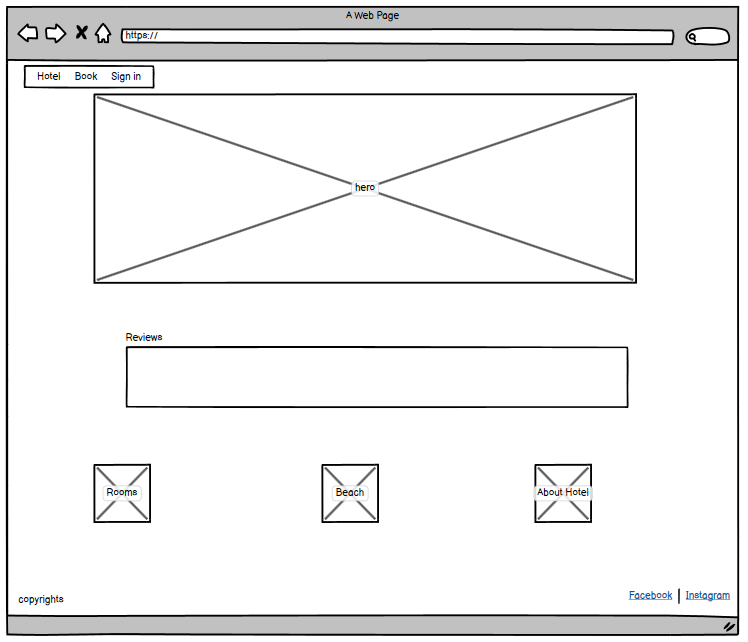 A Web Page
https://
Hotel Book Sign in
hero
Reviews
Rooms Beach About Hotel
copyrights Facebook | Instagram